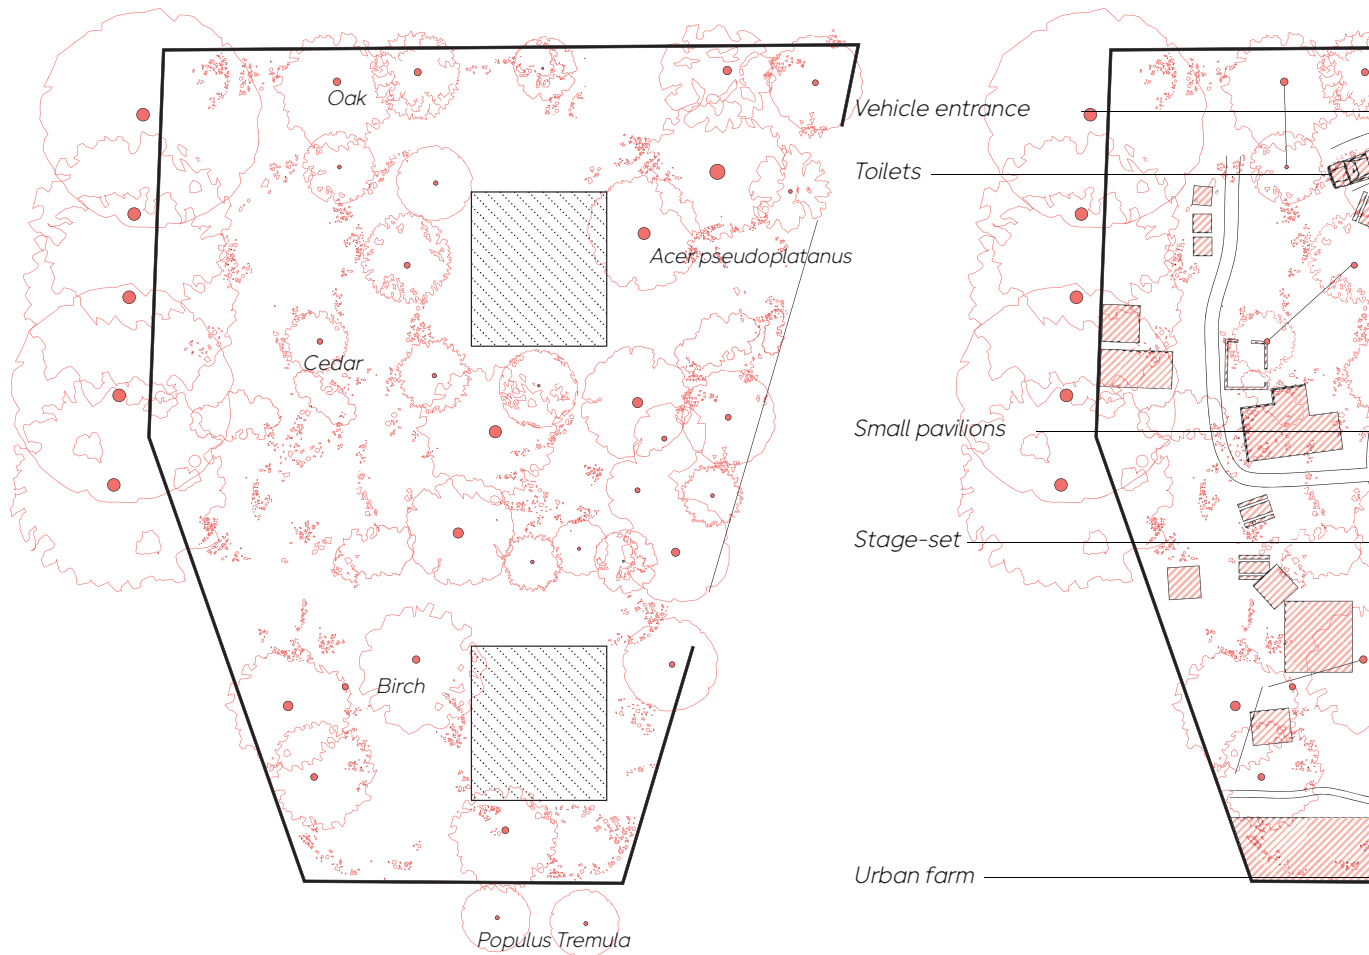 Oak
Vehicle entrance
Toilets
Acer pseudoplatanus
Cedar
Small pavilions
Stage-set
Birch
Urban farm
Populus Tremula